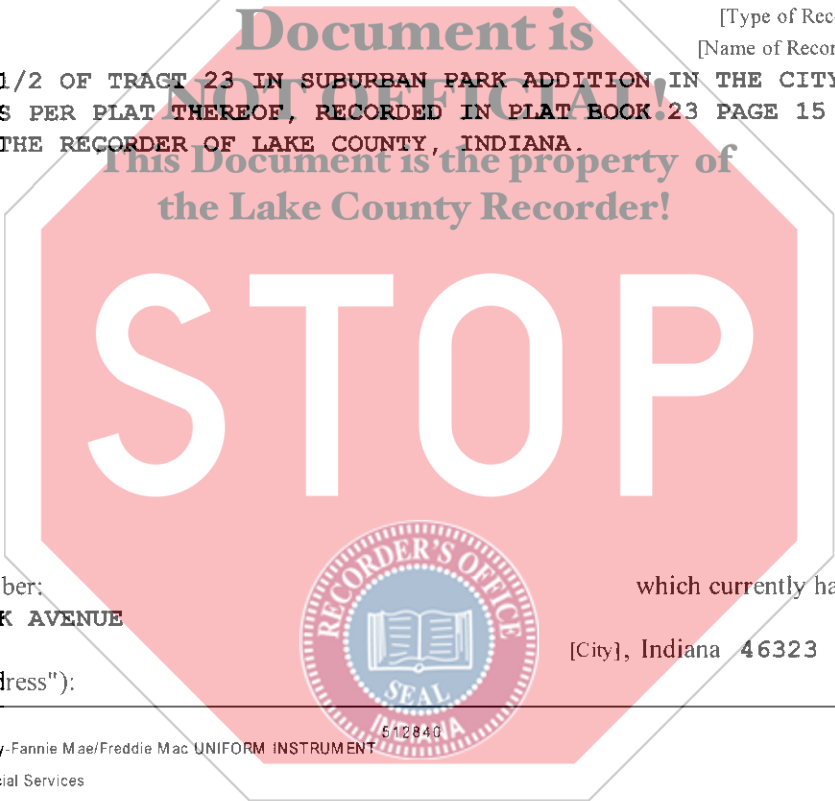 Document is
[Type of Reco
[Name of Recor
1/2 OF TRACT 23 IN SUBURBAN PARK ADDITION IN THE CITY
NOT OFFICIAL!
S PER PLAT THEREOF, RECORDED IN PLAT BOOK 23 PAGE 15
THE RECORDER OF LAKE COUNTY, INDIANA.
This Document is the property of
the Lake County Recorder!
STOP
RECORDER'S OFFICE
SEAL
INDIANA
ber:
which currently ha
K AVENUE
[City], Indiana 46323
dress"):
512840
y-Fannie Mae/Freddie Mac UNIFORM INSTRUMENT
cial Services